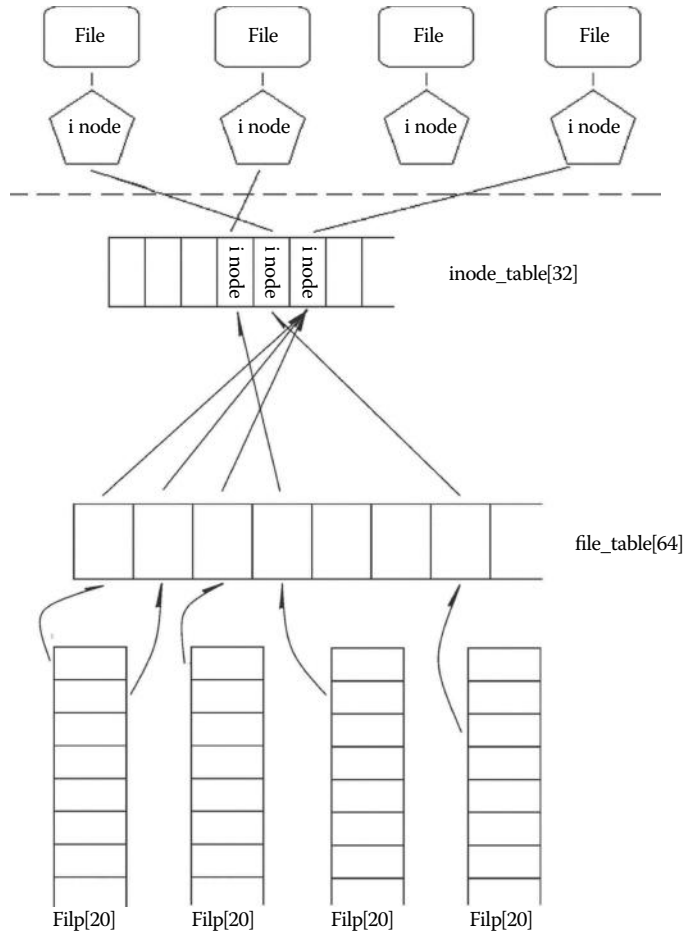 File File File File
i node i node i node i node
i node i node i node
inode_table[32]
file_table[64]
Filp[20] Filp[20] Filp[20] Filp[20]